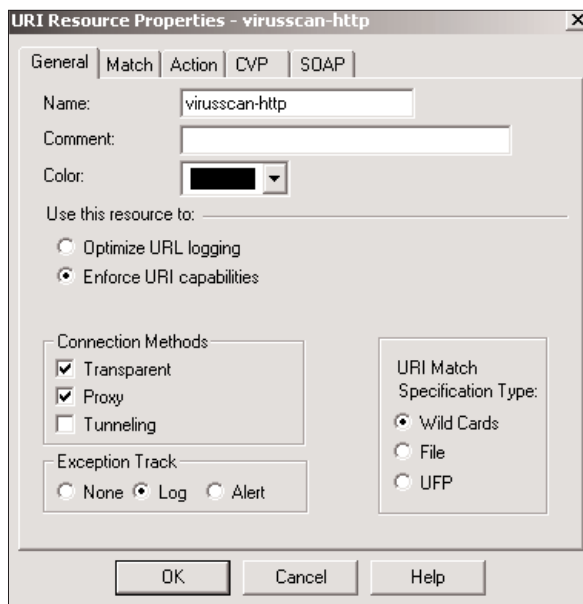 URI Resource Properties - virusscan-http
General Match Action CVP SOAP
Name: virusscan-http
Comment:
Color:
Use this resource to:
Optimize URL logging
Enforce URI capabilities
Connection Methods
Transparent
Proxy
Tunneling
Exception Track
None Log Alert
URI Match
Specification Type:
Wild Cards
File
UFP
OK Cancel Help